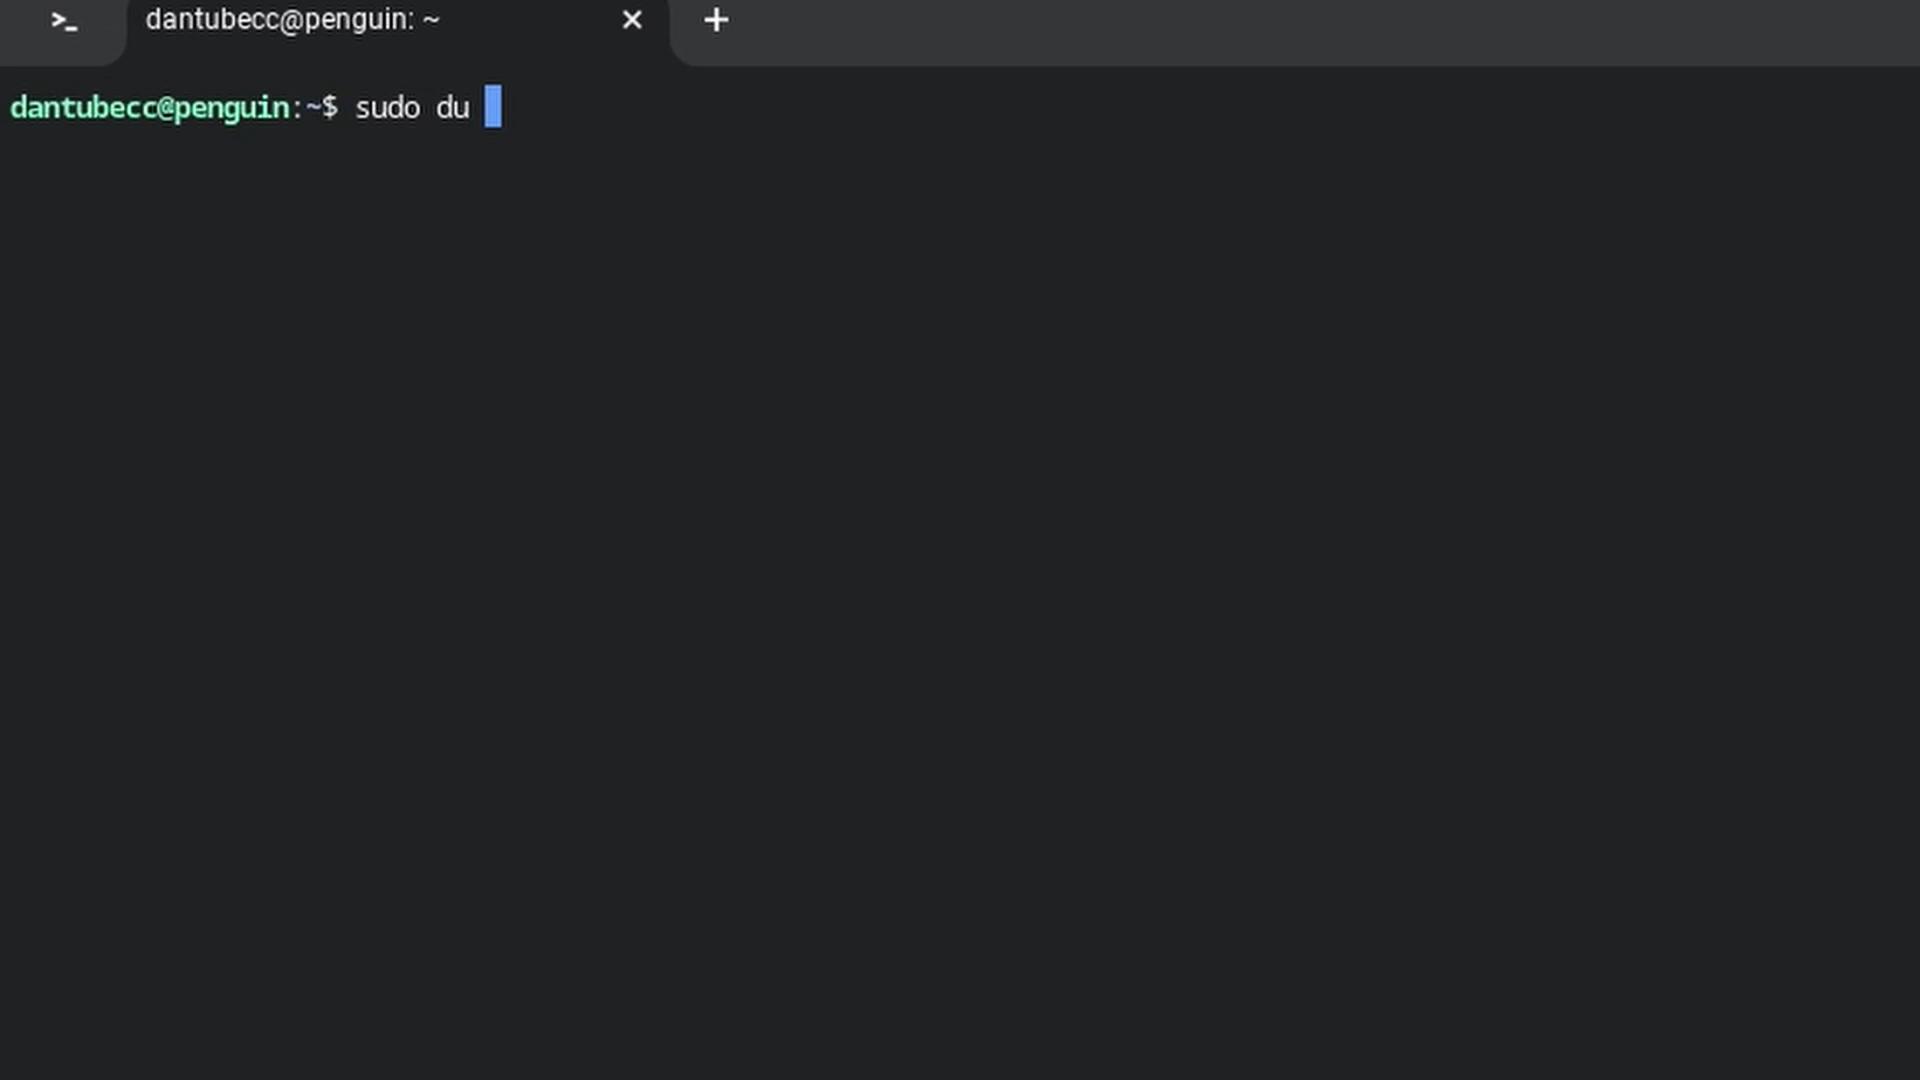 >_ dantubecc@penguin: ~ × +
dantubecc@penguin:~$ sudo du